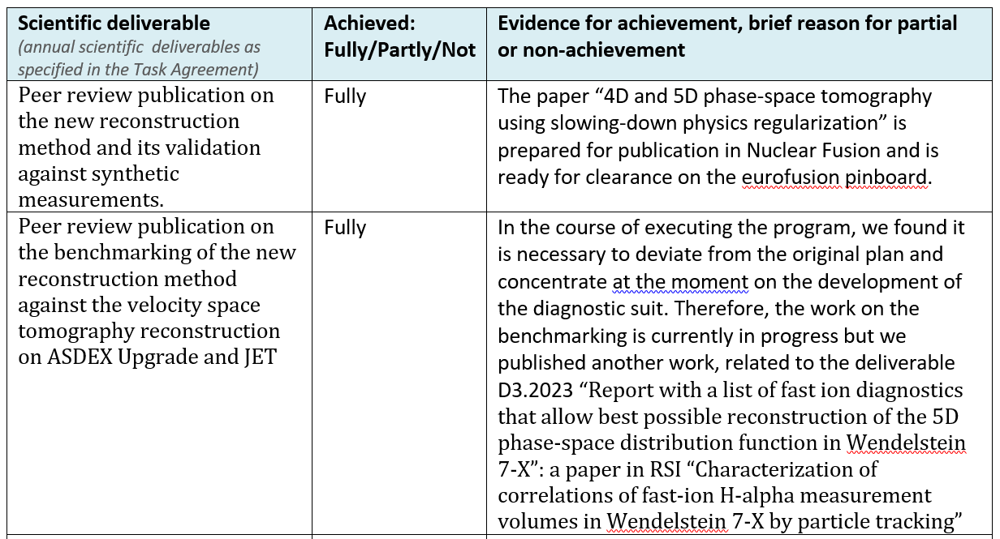 Scientific deliverable
(annual scientific deliverables as
specified in the Task Agreement)
Achieved:
Fully/Partly/Not
Evidence for achievement, brief reason for partial
or non-achievement
Peer review publication on
the new reconstruction
method and its validation
against synthetic
measurements.
Fully
The paper “4D and 5D phase-space tomography
using slowing-down physics regularization” is
prepared for publication in Nuclear Fusion and is
ready for clearance on the eurofusion pinboard.
Peer review publication on
the benchmarking of the new
reconstruction method
against the velocity space
tomography reconstruction
on ASDEX Upgrade and JET
Fully
In the course of executing the program, we found it
is necessary to deviate from the original plan and
concentrate at the moment on the development of
the diagnostic suit. Therefore, the work on the
benchmarking is currently in progress but we
published another work, related to the deliverable
D3.2023 “Report with a list of fast ion diagnostics
that allow best possible reconstruction of the 5D
phase-space distribution function in Wendelstein
7-X”: a paper in RSI “Characterization of
correlations of fast-ion H-alpha measurement
volumes in Wendelstein 7-X by particle tracking”